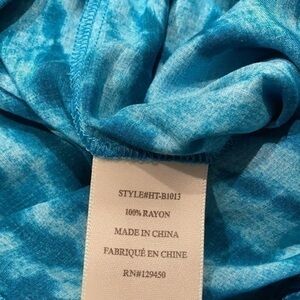 STYLE#HT-B1013
100% RAYON
MADE IN CHINA
FABRIQUÉ EN CHINE
RN#129450